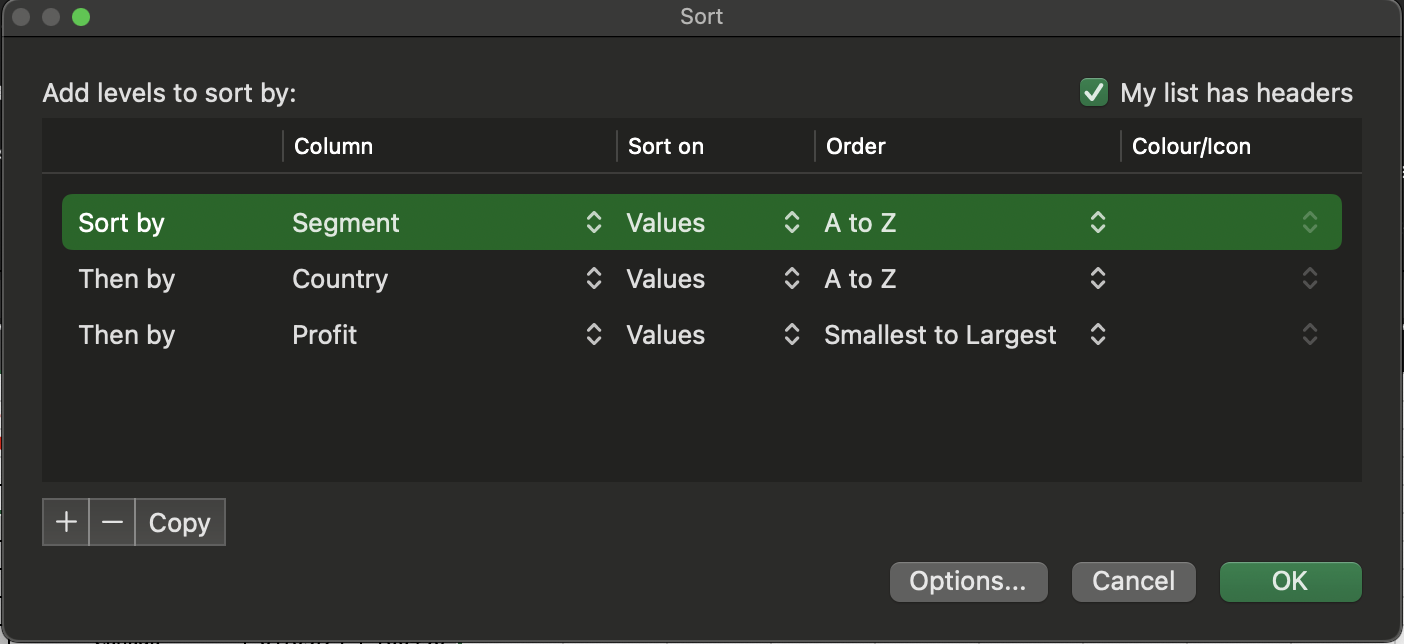 Sort
Add levels to sort by:
My list has headers
Column Sort on Order Colour/Icon
Sort by Segment Values A to Z
Then by Country Values A to Z
Then by Profit Values Smallest to Largest
+ — Copy
Options... Cancel OK